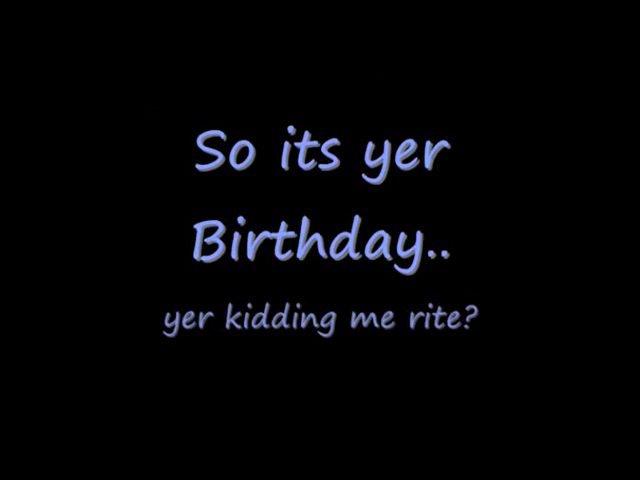 So its yer
Birthday..
yer kidding me rite?